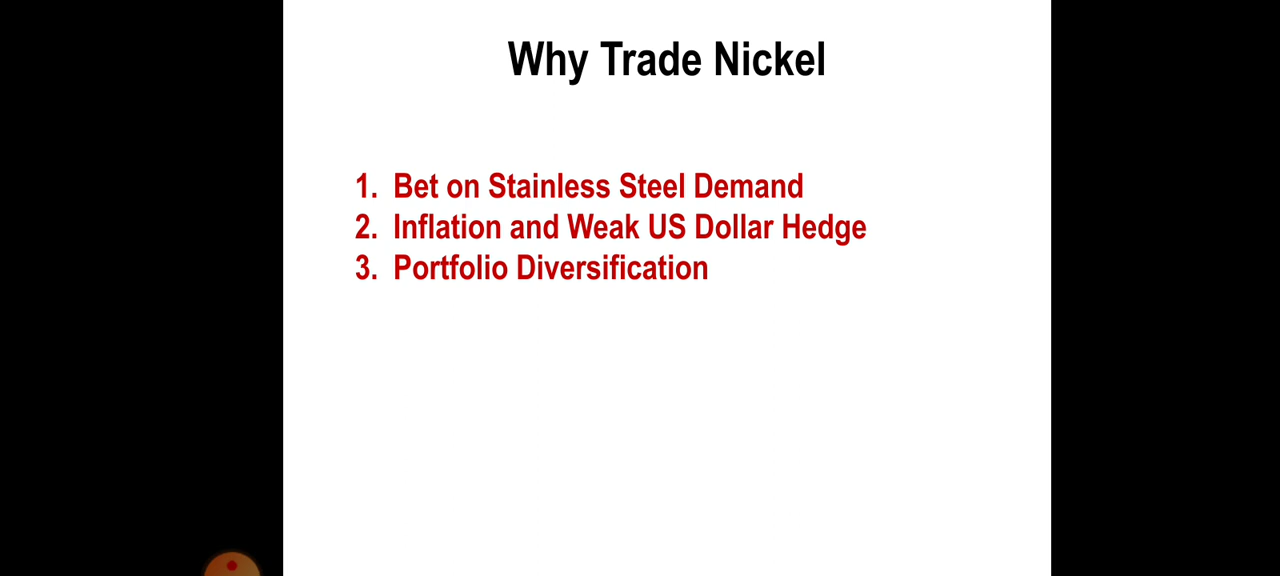 Why Trade Nickel
1. Bet on Stainless Steel Demand
2. Inflation and Weak US Dollar Hedge
3. Portfolio Diversification